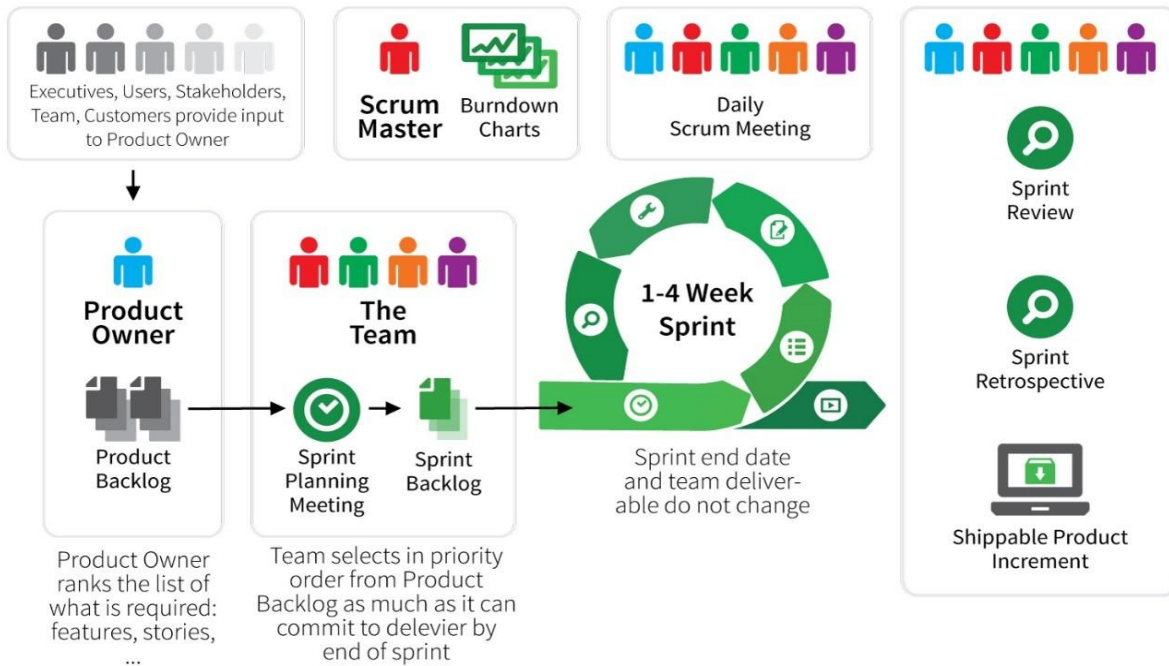 Executives, Users, Stakeholders,
Team, Customers provide input
to Product Owner
Scrum
Master
Burndown
Charts
Daily
Scrum Meeting
Product
Owner
Product
Backlog
Product Owner
ranks the list of
what is required:
features, stories,
...
The
Team
Sprint
Planning
Meeting
Sprint
Backlog
Team selects in priority
order from Product
Backlog as much as it can
commit to delevier by
end of sprint
1-4 Week
Sprint
Sprint end date
and team deliver-
able do not change
Sprint
Review
Sprint
Retrospective
Shippable Product
Increment